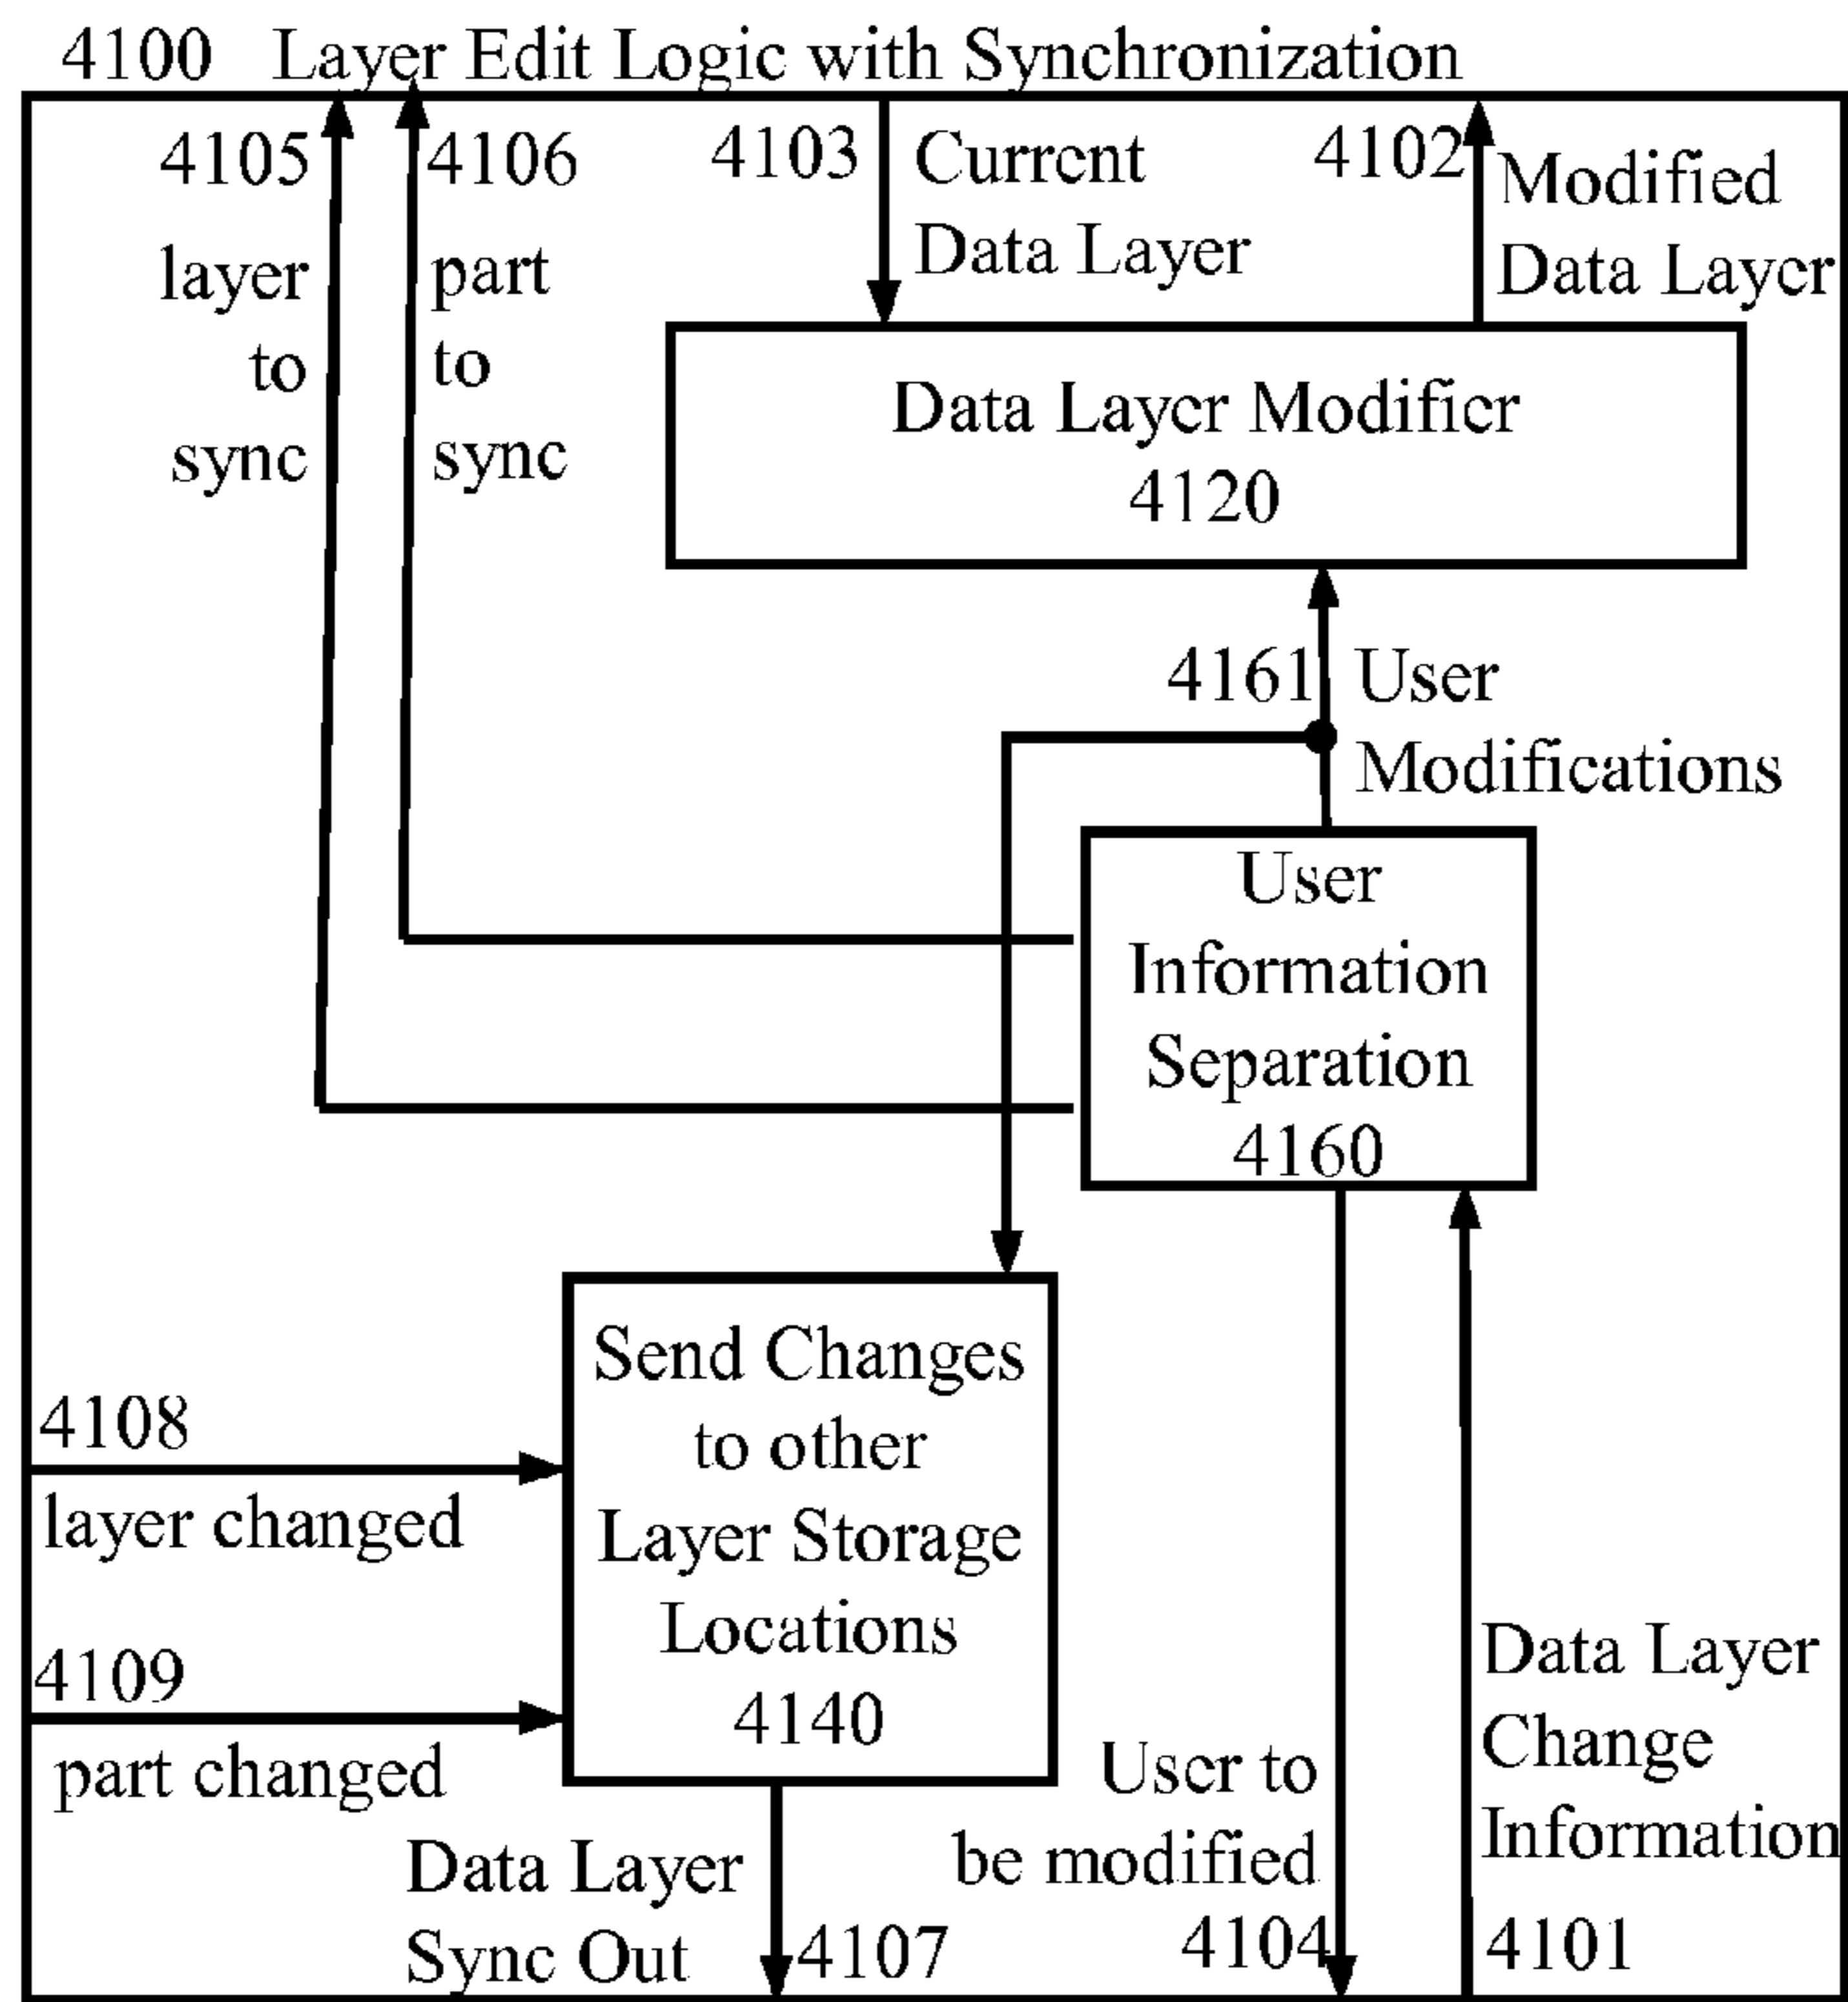 4100 Layer Edit Logic with Synchronization
4105
layer
to
sync
4106
part
to
sync
4103
Current
Data Layer
4102
Modified
Data Layer
Data Layer Modifier
4120
4161
User
Modifications
User
Information
Separation
4160
Send Changes
to other
Layer Storage
Locations
4140
4108
layer changed
4109
part changed
Data Layer
Sync Out
4107
User to
be modified
4104
Data Layer
Change
Information
4101